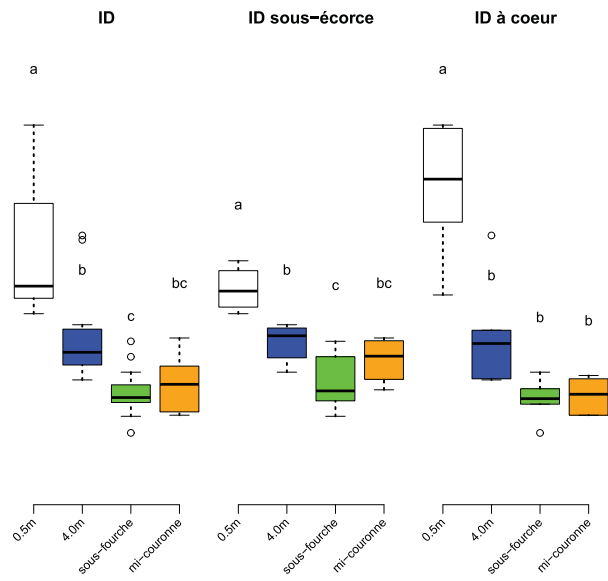 ID
ID sous−écorce
ID à coeur
a
b
c
bc
a
b
c
bc
a
b
b
b
0.5m
4.0m
sous−fourche
mi−couronne
0.5m
4.0m
sous−fourche
mi−couronne
0.5m
4.0m
sous−fourche
mi−couronne